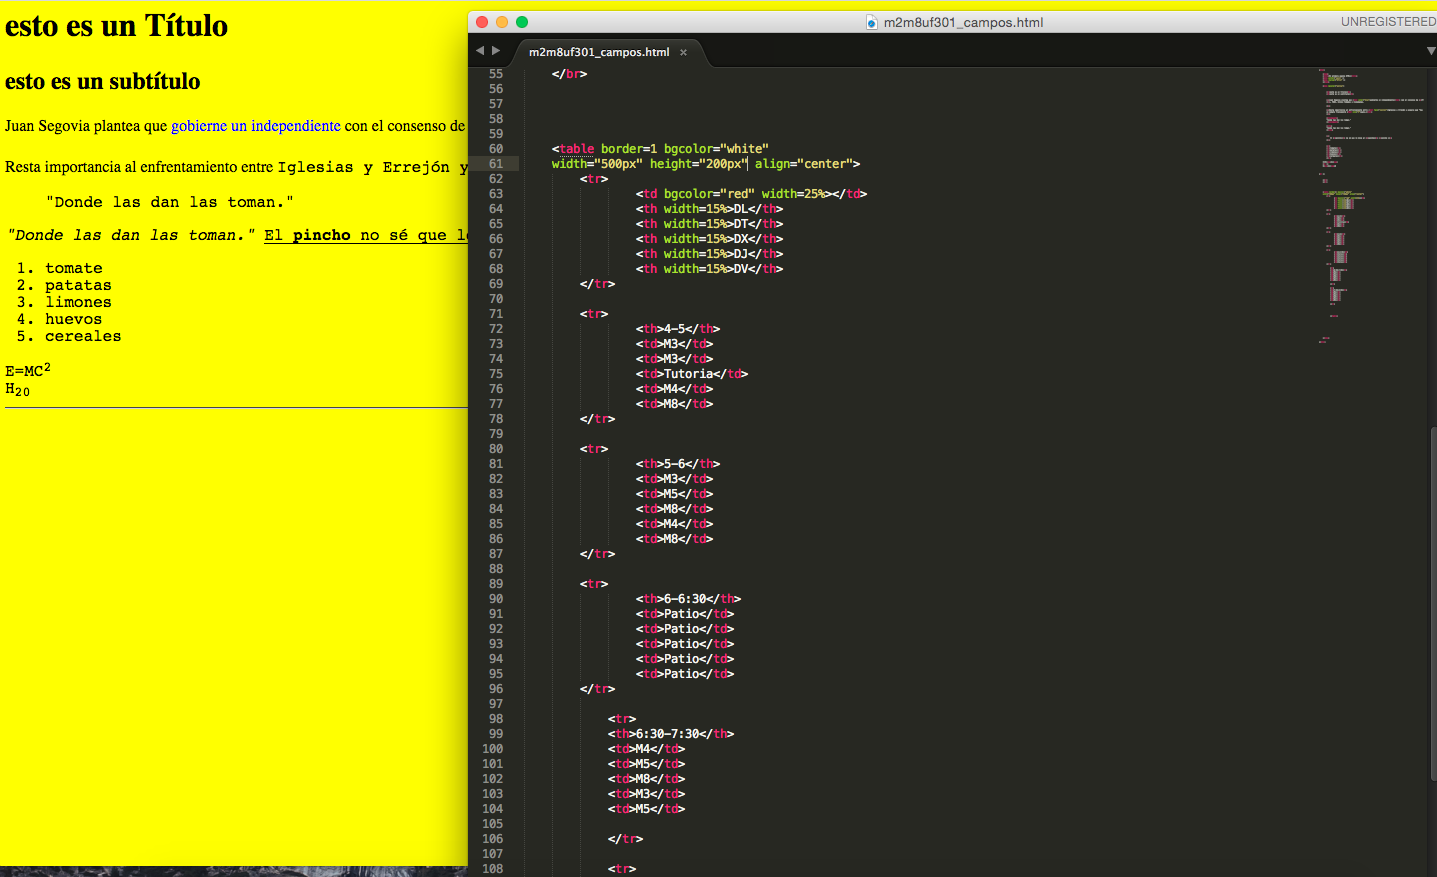 esto es un Título
esto es un subtítulo
Juan Segovia plantea que gobierne un independiente con el consenso de
Resta importancia al enfrentamiento entre Iglesias y Errejón y
"Donde las dan las toman."
"Donde las dan las toman." El pincho no sé que l
1. tomate
2. patatas
3. limones
4. huevos
5. cereales
E=MC2
H20
m2m8uf301_campos.html
UNREGISTERED
m2m8uf301_campos.html ×
55 </br>
56
57
58
59
60 <table border=1 bgcolor="white"
61 width="500px" height="200px" align="center">
62 <tr>
63 <td bgcolor="red" width=25%></td>
64 <th width=15%>DL</th>
65 <th width=15%>DT</th>
66 <th width=15%>DX</th>
67 <th width=15%>DJ</th>
68 <th width=15%>DV</th>
69 </tr>
70
71 <tr>
72 <th>4-5</th>
73 <td>M3</td>
74 <td>M3</td>
75 <td>Tutoria</td>
76 <td>M4</td>
77 <td>M8</td>
78 </tr>
79
80 <tr>
81 <th>5-6</th>
82 <td>M3</td>
83 <td>M5</td>
84 <td>M8</td>
85 <td>M4</td>
86 <td>M8</td>
87 </tr>
88
89 <tr>
90 <th>6-6:30</th>
91 <td>Patio</td>
92 <td>Patio</td>
93 <td>Patio</td>
94 <td>Patio</td>
95 <td>Patio</td>
96 </tr>
97
98 <tr>
99 <th>6:30-7:30</th>
100 <td>M4</td>
101 <td>M5</td>
102 <td>M8</td>
103 <td>M3</td>
104 <td>M5</td>
105
106 </tr>
107
108 <tr>